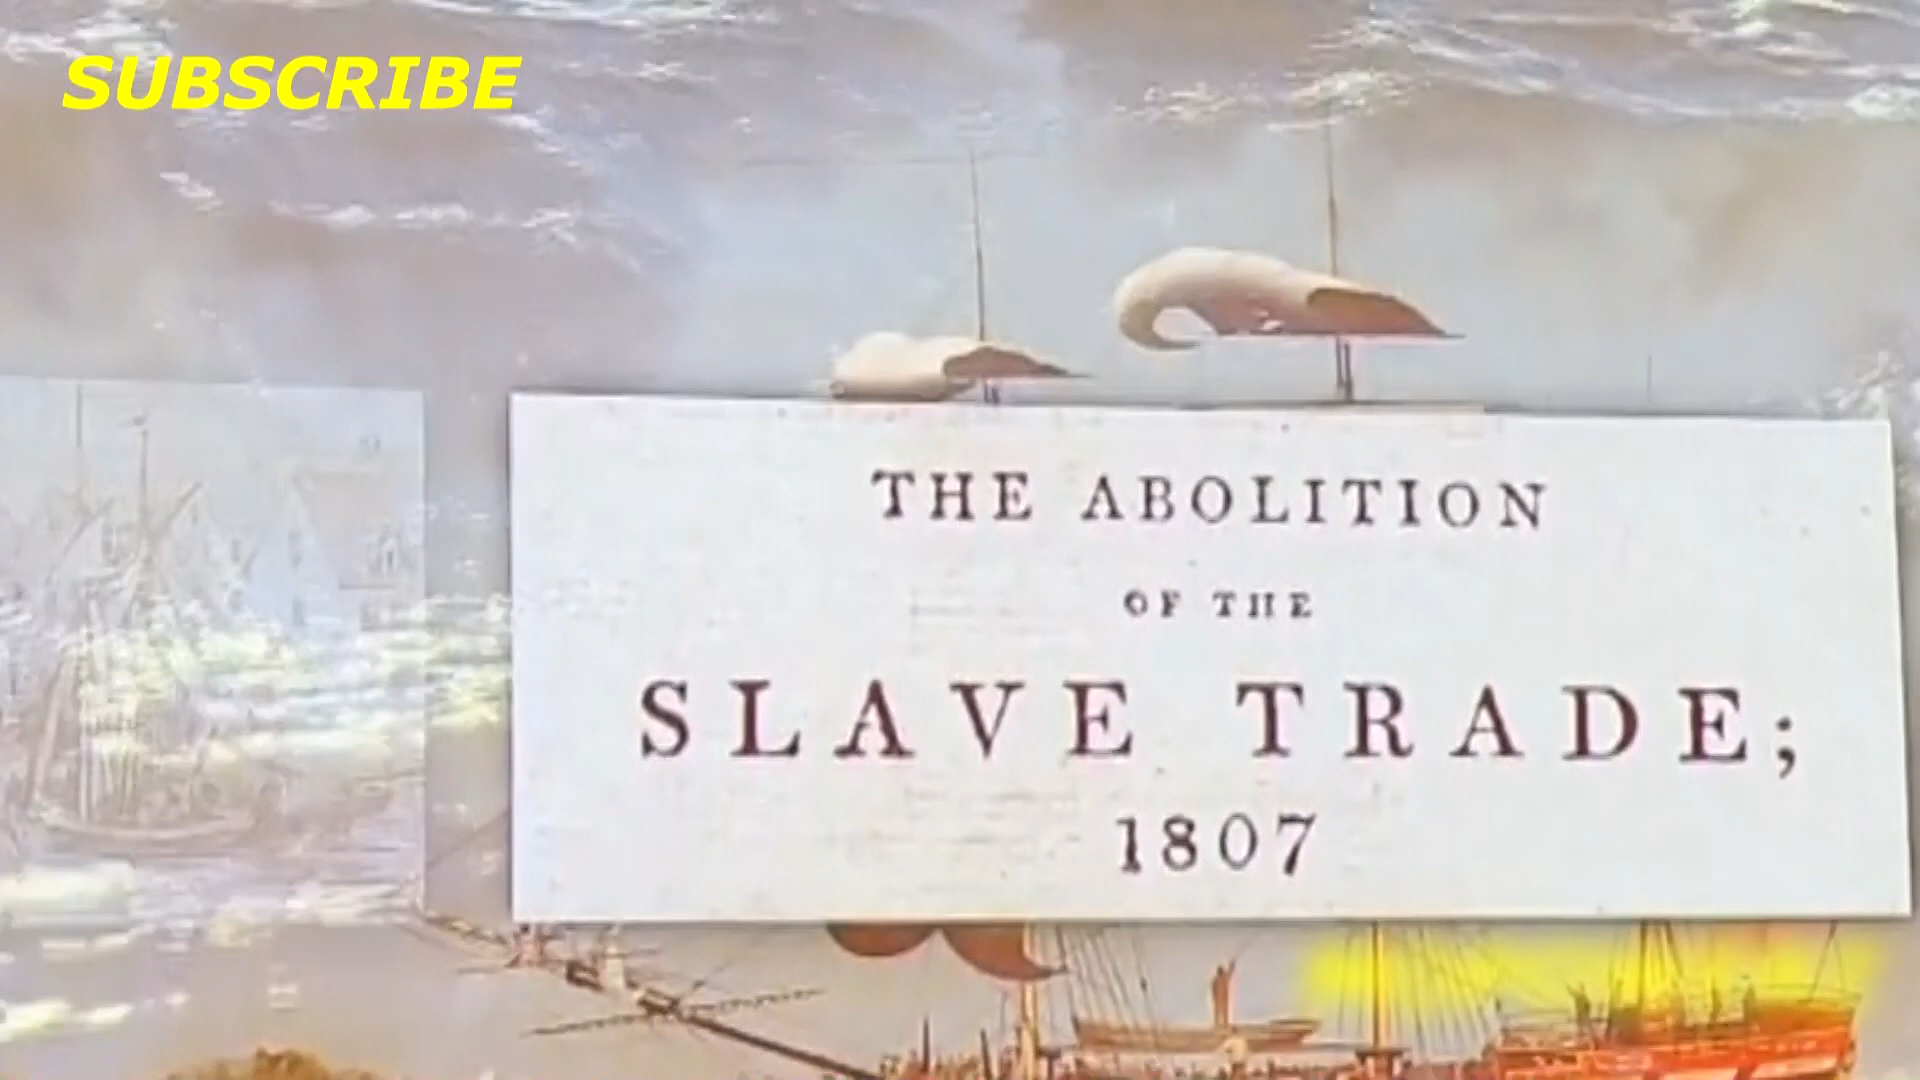 SUBSCRIBE
THE ABOLITION
OF THE
SLAVE TRADE;
1807